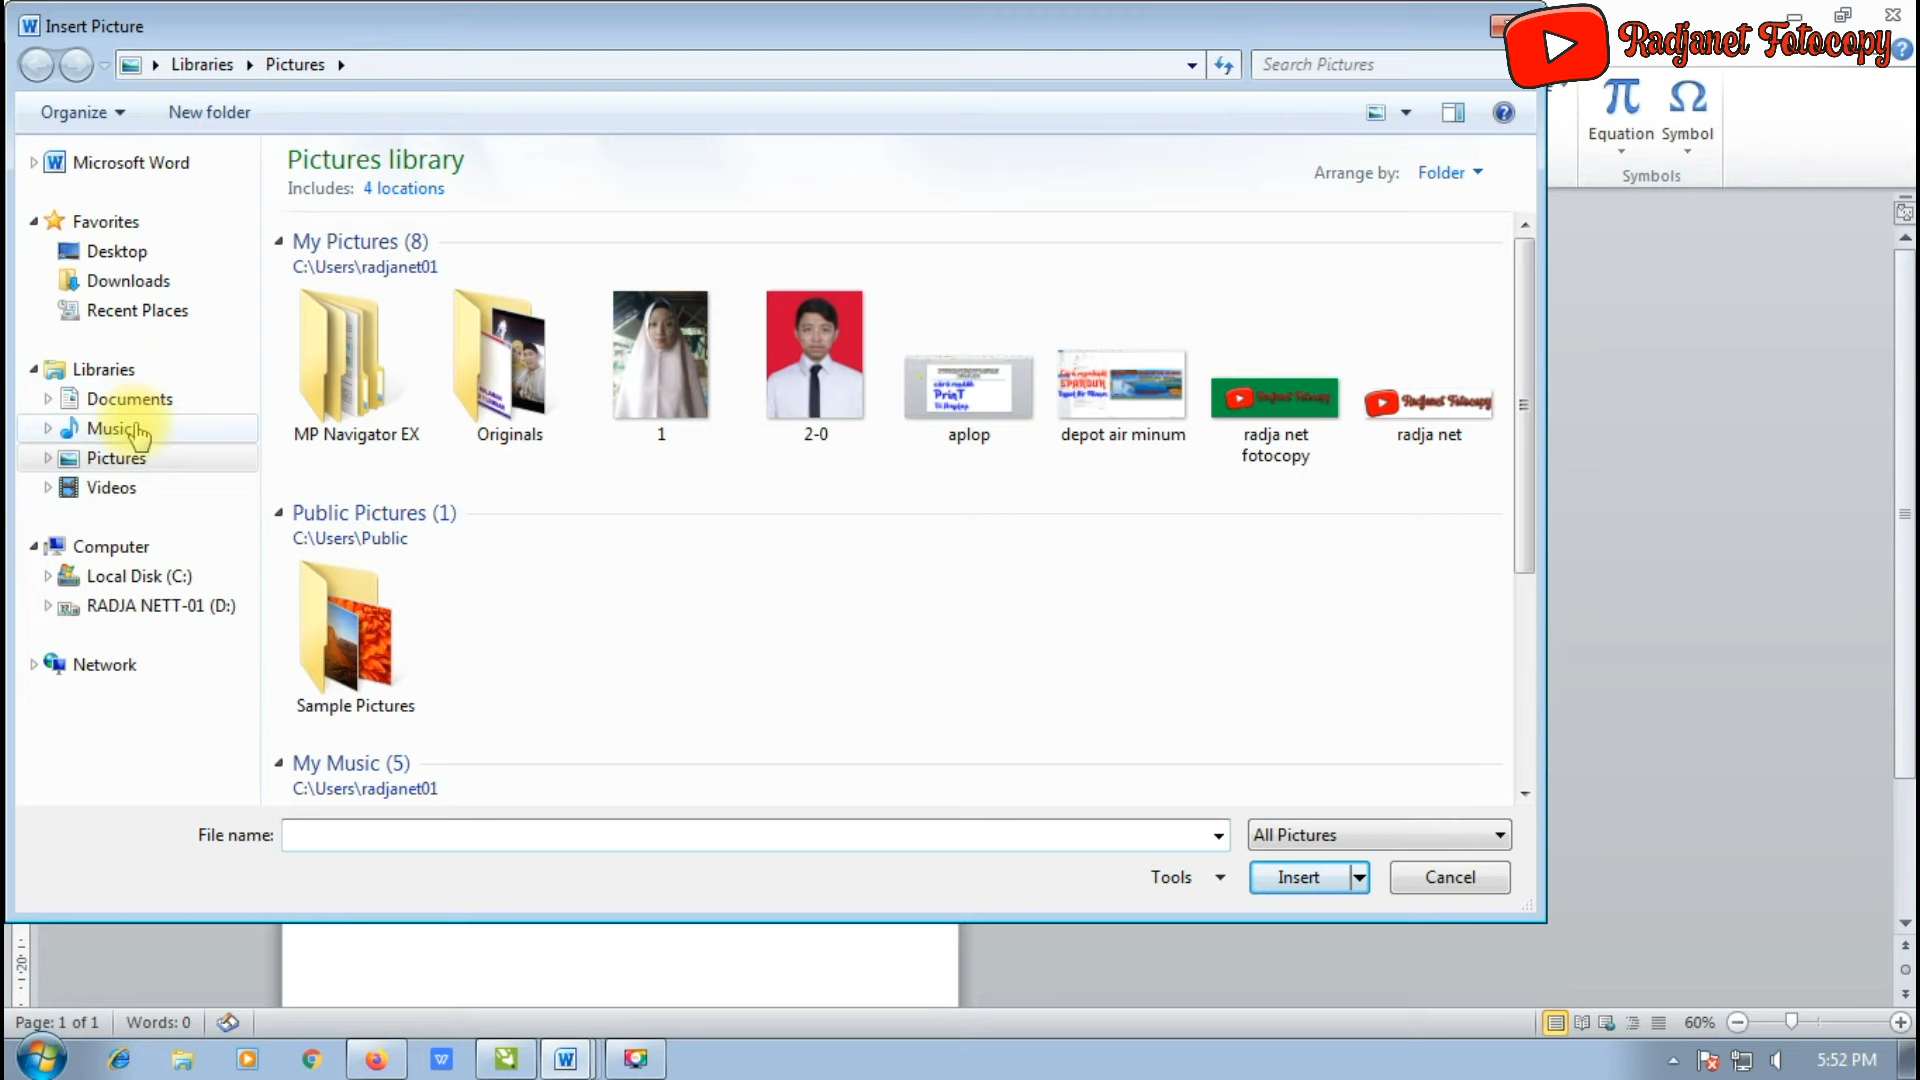 Insert Picture
Radjanet Fotocopy
Libraries Pictures
Search Pictures
Organize
New folder
Equation Symbol
Symbols
Microsoft Word
Favorites
Desktop
Downloads
Recent Places
Libraries
Documents
Music
Pictures
Videos
Computer
Local Disk (C:)
RADJA NETT-01 (D:)
Network
Pictures library
Includes: 4 locations
Arrange by: Folder
My Pictures (8)
C:\Users\radjanet01
MP Navigator EX
Originals
1
2-0
aplop
depot air minum
radja net
fotocopy
radja net
Public Pictures (1)
C:\Users\Public
Sample Pictures
My Music (5)
C:\Users\radjanet01
File name:
All Pictures
Tools
Insert
Cancel
Page: 1 of 1
Words: 0
60%
5:52 PM